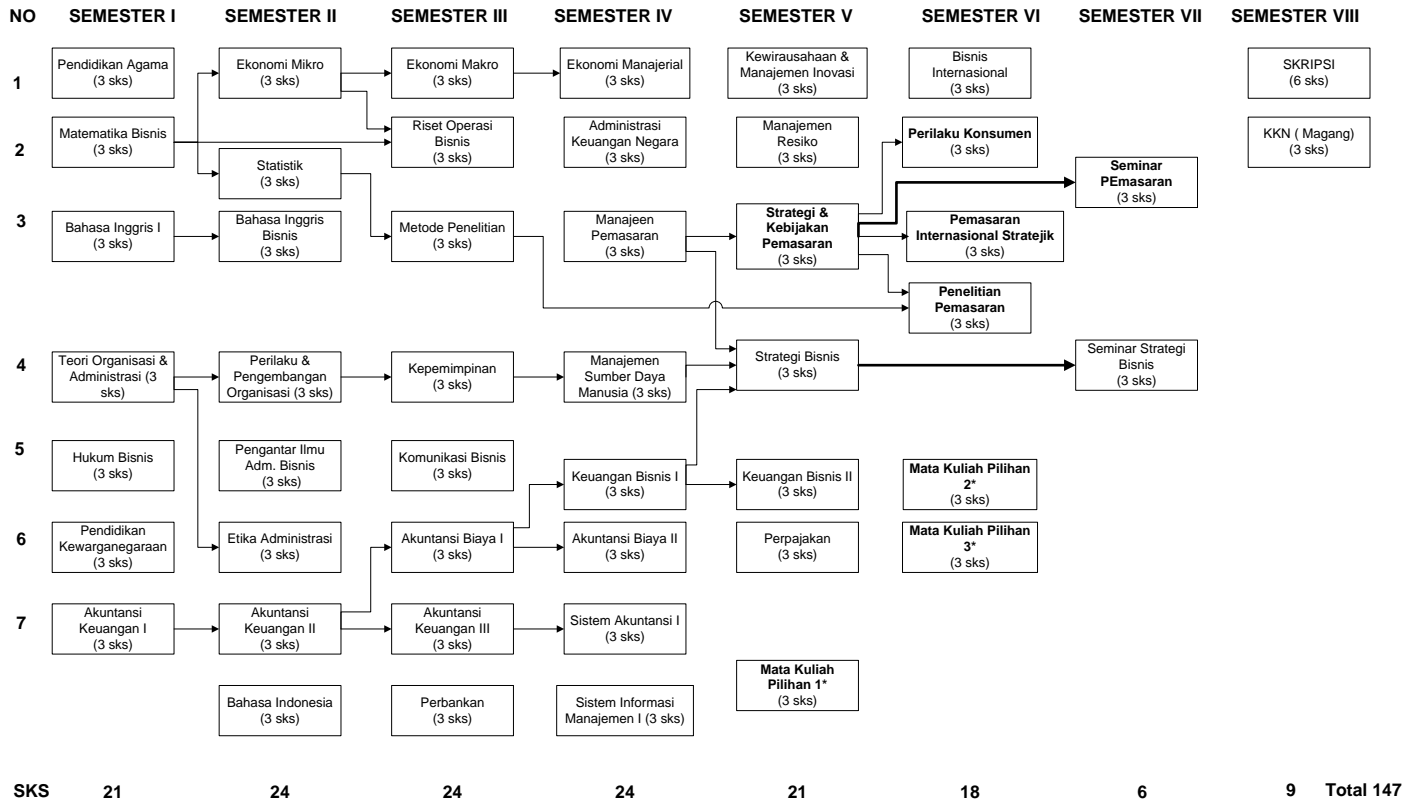 NO SEMESTER I SEMESTER II SEMESTER III SEMESTER IV SEMESTER V SEMESTER VI SEMESTER VII SEMESTER VIII
1
Pendidikan Agama
(3 sks)
Ekonomi Mikro
(3 sks)
Ekonomi Makro
(3 sks)
Ekonomi Manajerial
(3 sks)
Kewirausahaan &
Manajemen Inovasi
(3 sks)
Bisnis
Internasional
(3 sks)
SKRIPSI
(6 sks)
2
Matematika Bisnis
(3 sks)
Statistik
(3 sks)
Riset Operasi
Bisnis
(3 sks)
Administrasi
Keuangan Negara
(3 sks)
Manajemen
Resiko
(3 sks)
Perilaku Konsumen
(3 sks)
Seminar
PEmasaran
(3 sks)
KKN ( Magang)
(3 sks)
3
Bahasa Inggris I
(3 sks)
Bahasa Inggris
Bisnis
(3 sks)
Metode Penelitian
(3 sks)
Manajeen
Pemasaran
(3 sks)
Strategi &
Kebijakan
Pemasaran
(3 sks)
Pemasaran
Internasional Stratejik
(3 sks)
Penelitian
Pemasaran
(3 sks)
4
Teori Organisasi &
Administrasi (3
sks)
Perilaku &
Pengembangan
Organisasi (3 sks)
Kepemimpinan
(3 sks)
Manajemen
Sumber Daya
Manusia (3 sks)
Strategi Bisnis
(3 sks)
Seminar Strategi
Bisnis
(3 sks)
5
Hukum Bisnis
(3 sks)
Pengantar Ilmu
Adm. Bisnis
(3 sks)
Komunikasi Bisnis
(3 sks)
Keuangan Bisnis I
(3 sks)
Keuangan Bisnis II
(3 sks)
Mata Kuliah Pilihan
2*
(3 sks)
6
Pendidikan
Kewarganegaraan
(3 sks)
Etika Administrasi
(3 sks)
Akuntansi Biaya I
(3 sks)
Akuntansi Biaya II
(3 sks)
Perpajakan
(3 sks)
Mata Kuliah Pilihan
3*
(3 sks)
7
Akuntansi
Keuangan I
(3 sks)
Akuntansi
Keuangan II
(3 sks)
Akuntansi
Keuangan III
(3 sks)
Sistem Akuntansi I
(3 sks)
Mata Kuliah
Pilihan 1*
(3 sks)
Bahasa Indonesia
(3 sks)
Perbankan
(3 sks)
Sistem Informasi
Manajemen I (3 sks)
SKS 21 24 24 24 21 18 6 9 Total 147